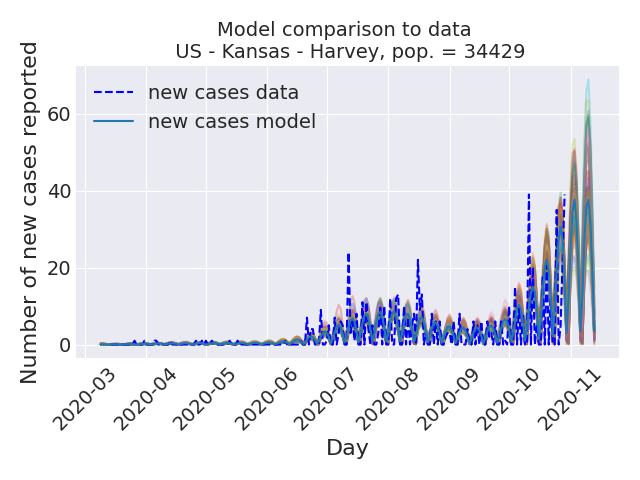 Model comparison to data
US - Kansas - Harvey, pop. = 34429
Number of new cases reported
new cases data
new cases model
60
40
20
0
2020-03
2020-04
2020-05
2020-06
2020-07
2020-08
2020-09
2020-10
2020-11
Day